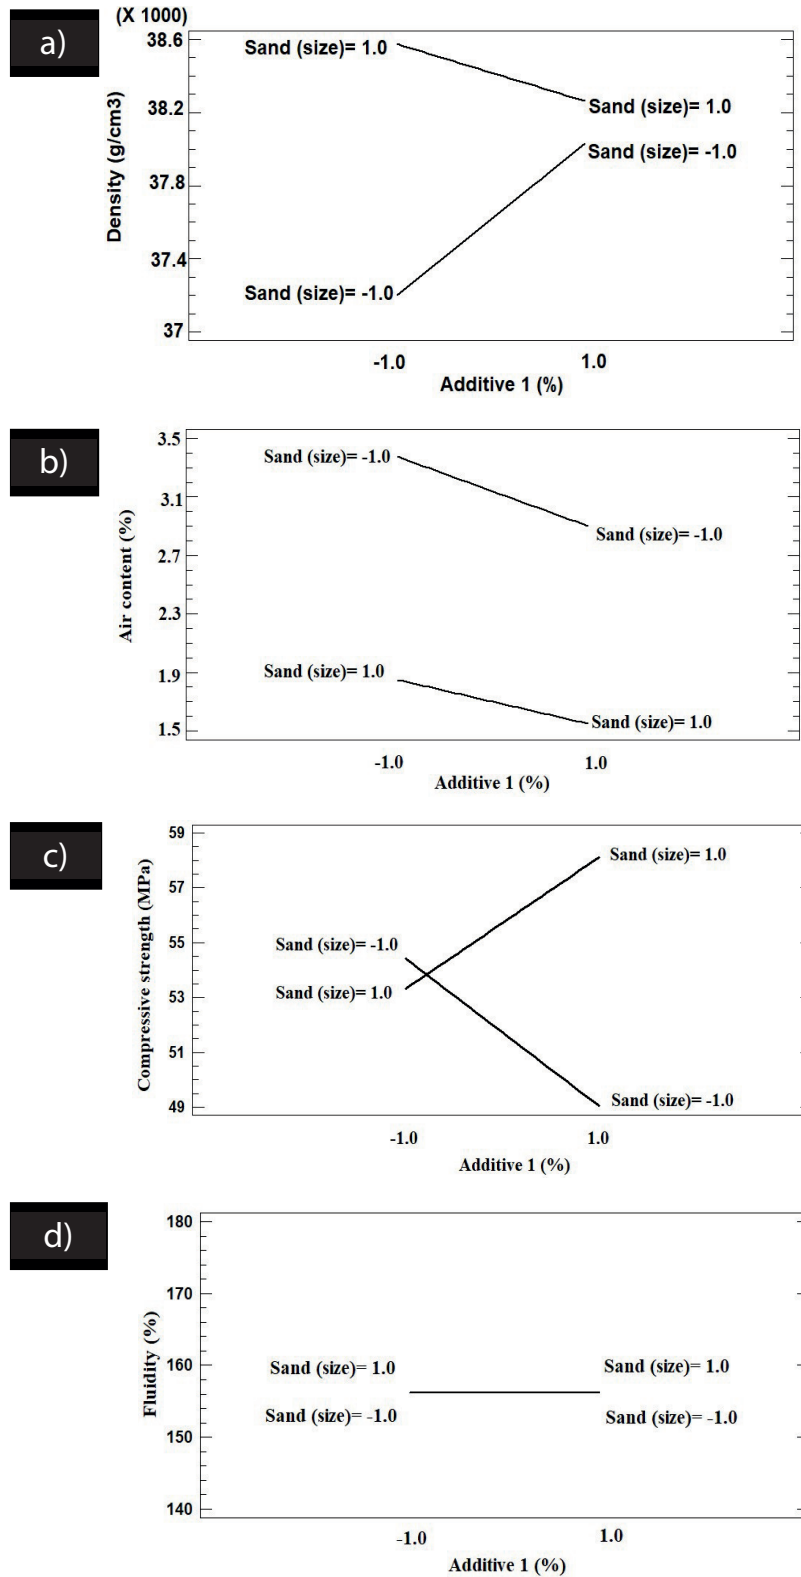 (X 1000)
a)
38.6
Sand (size)= 1.0
Sand (size)= 1.0
38.2
Sand (size)= -1.0
Density (g/cm3)
37.8
37.4
Sand (size)= -1.0
37
-1.0
1.0
Additive 1 (%)
b)
3.5
Sand (size)= -1.0
3.1
Sand (size)= -1.0
Air content (%)
2.7
2.3
1.9
Sand (size)= 1.0
Sand (size)= 1.0
1.5
-1.0
1.0
Additive 1 (%)
c)
59
Sand (size)= 1.0
57
Compressive strength (MPa)
55
Sand (size)= -1.0
53
Sand (size)= 1.0
51
49
Sand (size)= -1.0
-1.0
1.0
Additive 1 (%)
d)
180
170
Fluidity (%)
160
Sand (size)= 1.0
Sand (size)= 1.0
Sand (size)= -1.0
Sand (size)= -1.0
150
140
-1.0
1.0
Additive 1 (%)